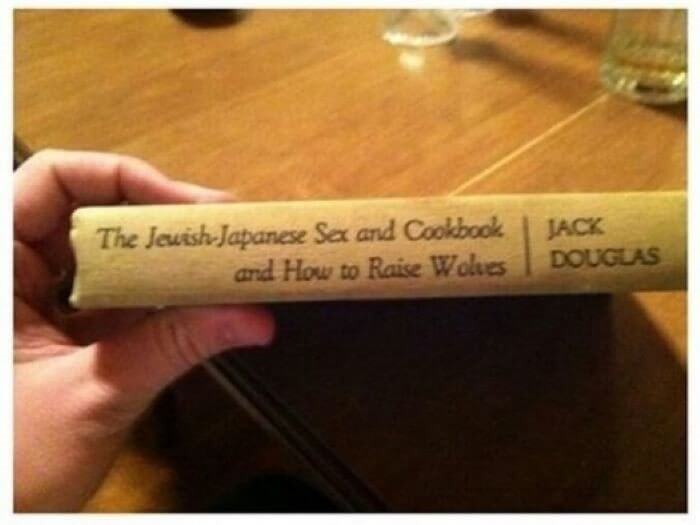 The Jewish-Japanese Sex and Cookbook
and How to Raise Wolves
JACK
DOUGLAS